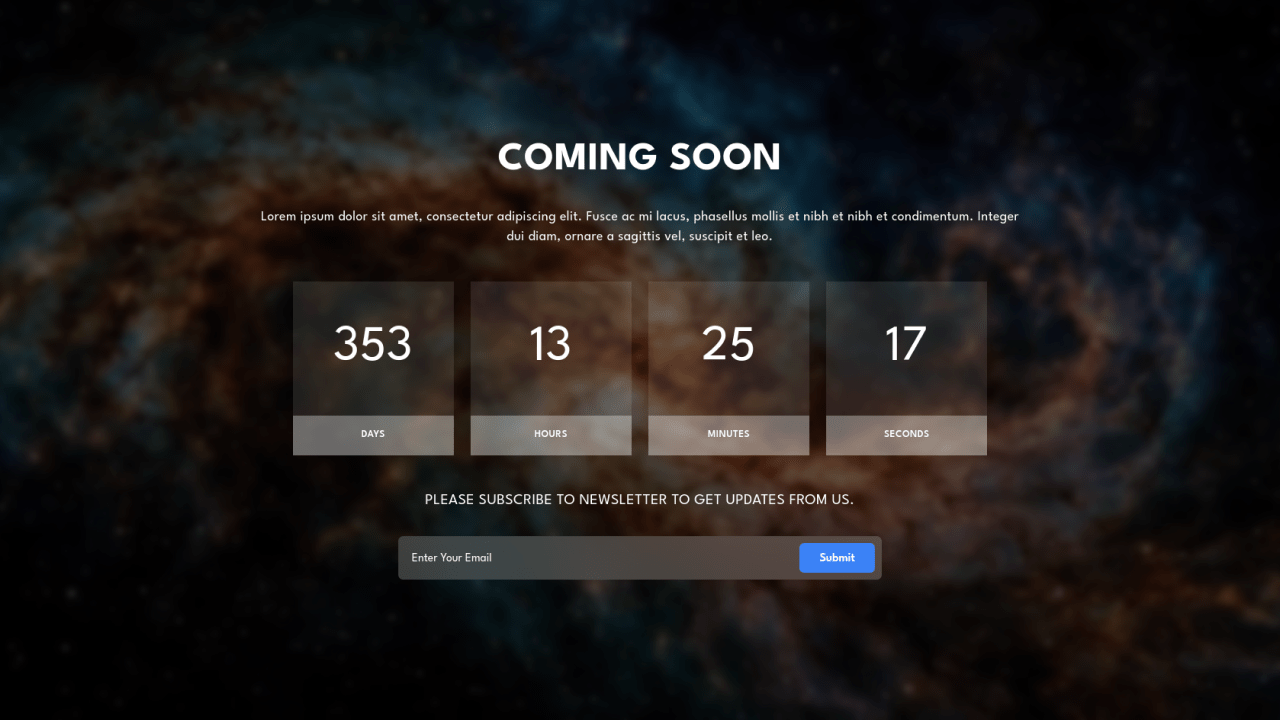 COMING SOON
Lorem ipsum dolor sit amet, consectetur adipiscing elit. Fusce ac mi lacus, phasellus mollis et nibh et nibh et condimentum. Integer
dui diam, ornare a sagittis vel, suscipit et leo.
353
13
25
17
DAYS
HOURS
MINUTES
SECONDS
PLEASE SUBSCRIBE TO NEWSLETTER TO GET UPDATES FROM US.
Enter Your Email
Submit